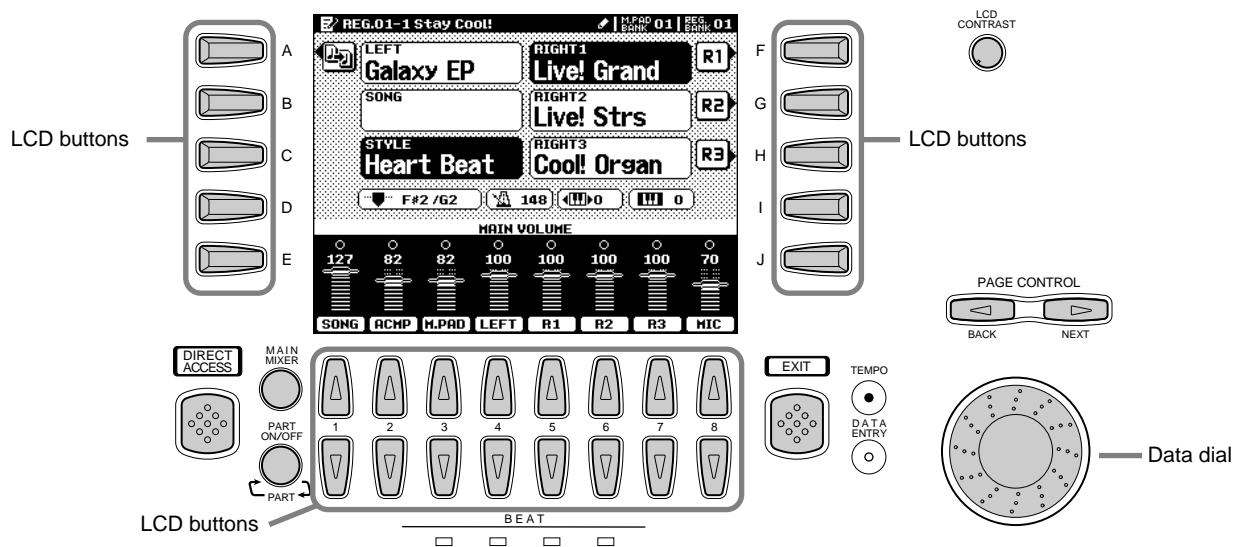 REG.01-1 Stay Cool!
M.PAD BANK 01
REG. BANK 01
LCD CONTRAST
A
B
C
D
E
LCD buttons
LEFT
Galaxy EP
SONG
STYLE
Heart Beat
RIGHT1
Live! Grand
R1
RIGHT2
Live! Strs
R2
RIGHT3
Cool! Organ
R3
F#2/G2
148
0
0
F
G
H
I
J
LCD buttons
MAIN VOLUME
127 82 82 100 100 100 100 70
SONG ACMP M.PAD LEFT R1 R2 R3 MIC
PAGE CONTROL
BACK
NEXT
DIRECT ACCESS
MAIN MIXER
PART ON/OFF
PART
1 2 3 4 5 6 7 8
EXIT
TEMPO
DATA ENTRY
Data dial
LCD buttons
BEAT